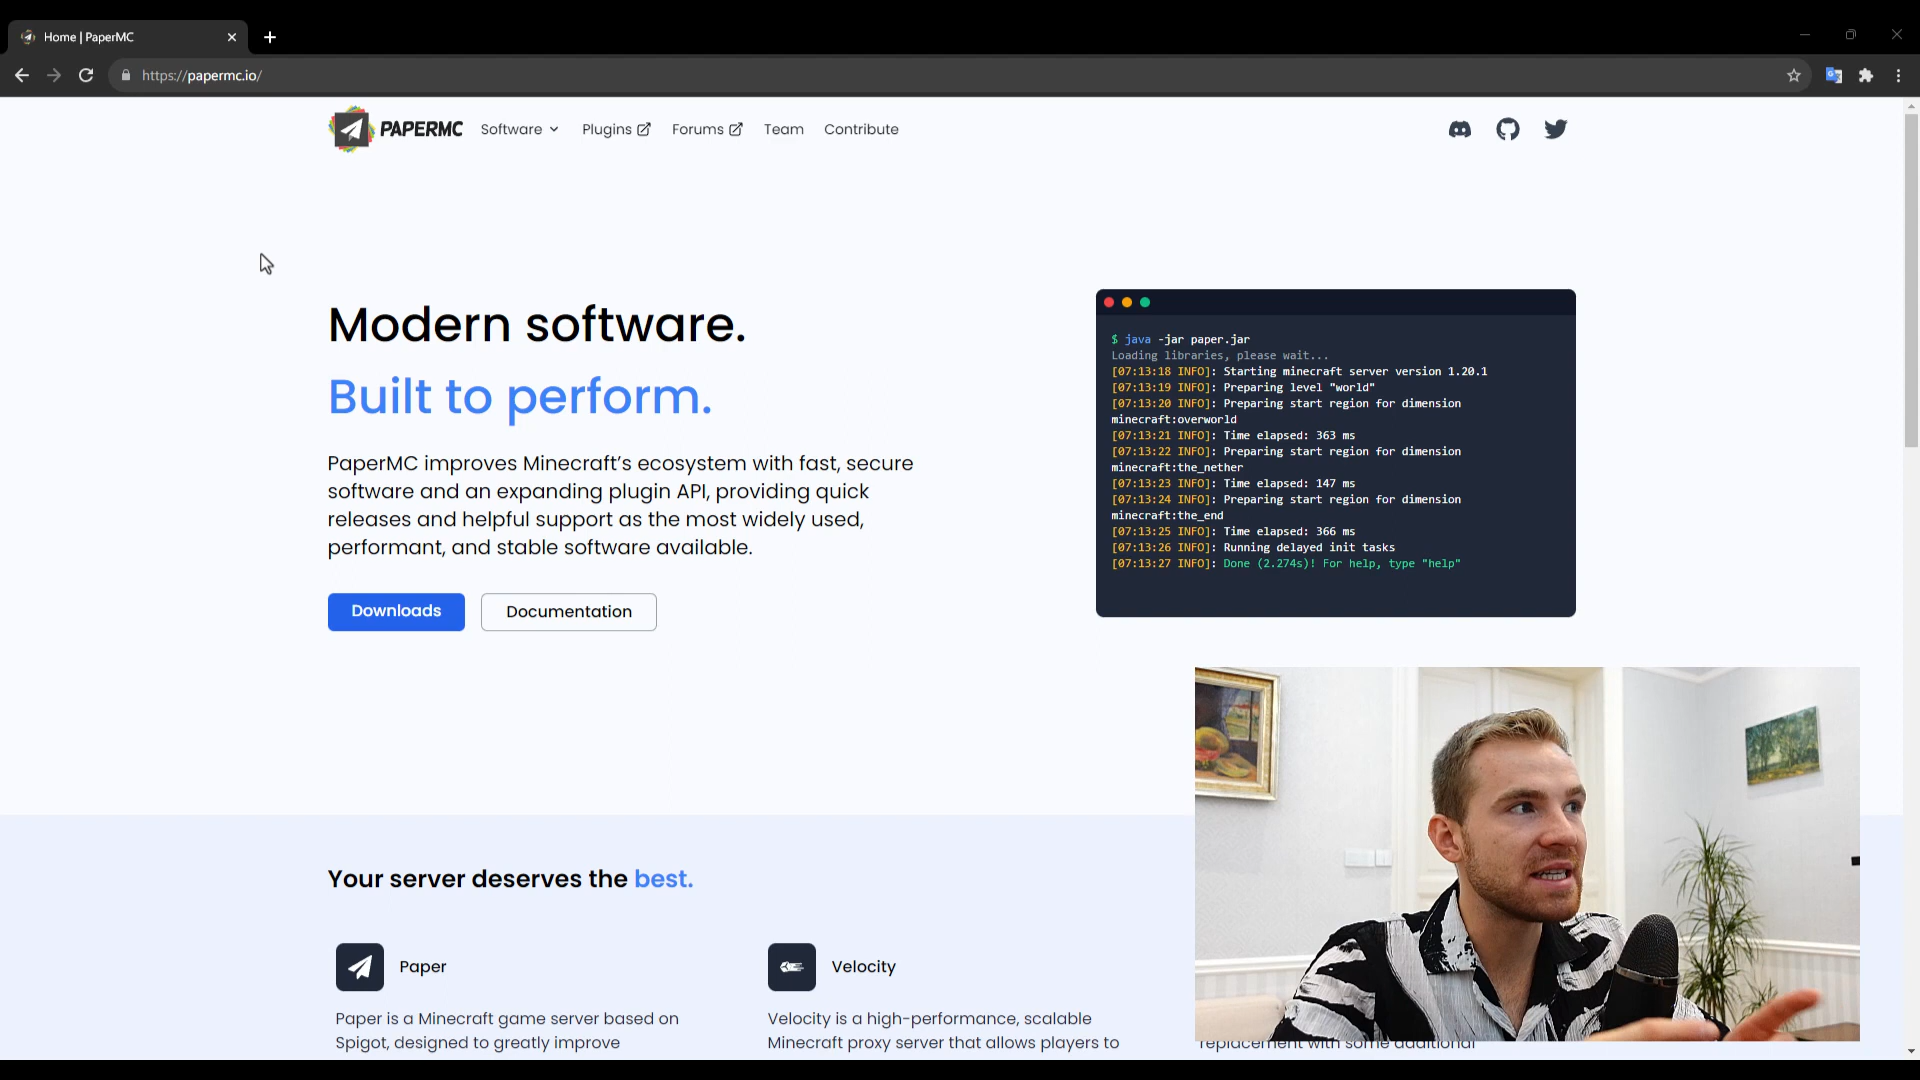 Home | PaperMC
https://papermc.io/
PAPERMC
Software
Plugins
Forums
Team
Contribute
Modern software.
Built to perform.
PaperMC improves Minecraft’s ecosystem with fast, secure
software and an expanding plugin API, providing quick
releases and helpful support as the most widely used,
performant, and stable software available.
Downloads
Documentation
$ java -jar paper.jar
Loading libraries, please wait...
[07:13:18 INFO]: Starting minecraft server version 1.20.1
[07:13:19 INFO]: Preparing level "world"
[07:13:20 INFO]: Preparing start region for dimension
minecraft:overworld
[07:13:21 INFO]: Time elapsed: 363 ms
[07:13:22 INFO]: Preparing start region for dimension
minecraft:the_nether
[07:13:23 INFO]: Time elapsed: 147 ms
[07:13:24 INFO]: Preparing start region for dimension
minecraft:the_end
[07:13:25 INFO]: Time elapsed: 366 ms
[07:13:26 INFO]: Running delayed init tasks
[07:13:27 INFO]: Done (2.274s)! For help, type "help"
Your server deserves the best.
Paper
Paper is a Minecraft game server based on
Spigot, designed to greatly improve
Velocity
Velocity is a high-performance, scalable
Minecraft proxy server that allows players to
replacement with some additional